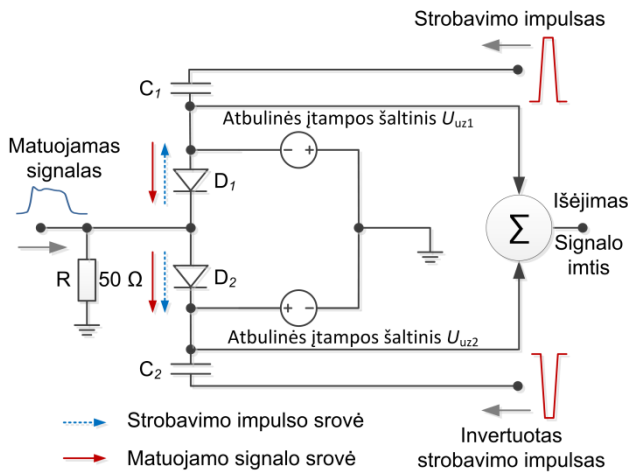 Strobavimo impulsas
C1
Atbulinės įtampos šaltinis Uuz1
Matuojamas
signalas
D1
- +
Išėjimas
Σ
Signalo
imtis
R 50 Ω
D2
+ -
Atbulinės įtampos šaltinis Uuz2
C2
Strobavimo impulso srovė
Matuojamo signalo srovė
Invertuotas
strobavimo impulsas